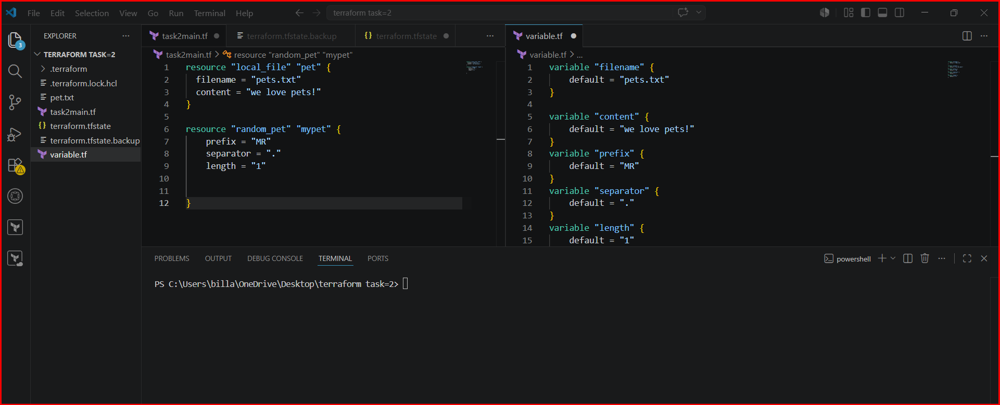 File Edit Selection View Go Run Terminal Help
terraform task=2
EXPLORER
TERRAFORM TASK=2
.terraform
.terraform.lock.hcl
pet.txt
task2main.tf
terraform.tfstate
terraform.tfstate.backup
variable.tf
3
task2main.tf terraform.tfstate.backup terraform.tfstate
task2main.tf > resource "random_pet" "mypet"
1 resource "local_file" "pet" {
2 filename = "pets.txt"
3 content = "we love pets!"
4 }
5
6 resource "random_pet" "mypet" {
7 prefix = "MR"
8 separator = "."
9 length = "1"
10
11
12 }
variable.tf
variable.tf > ...
1 variable "filename" {
2 default = "pets.txt"
3 }
4
5 variable "content" {
6 default = "we love pets!"
7 }
8 variable "prefix" {
9 default = "MR"
10 }
11 variable "separator" {
12 default = "."
13 }
14 variable "length" {
15 default = "1"
PROBLEMS OUTPUT DEBUG CONSOLE TERMINAL PORTS
powershell
PS C:\Users\billa\OneDrive\Desktop\terraform task=2>